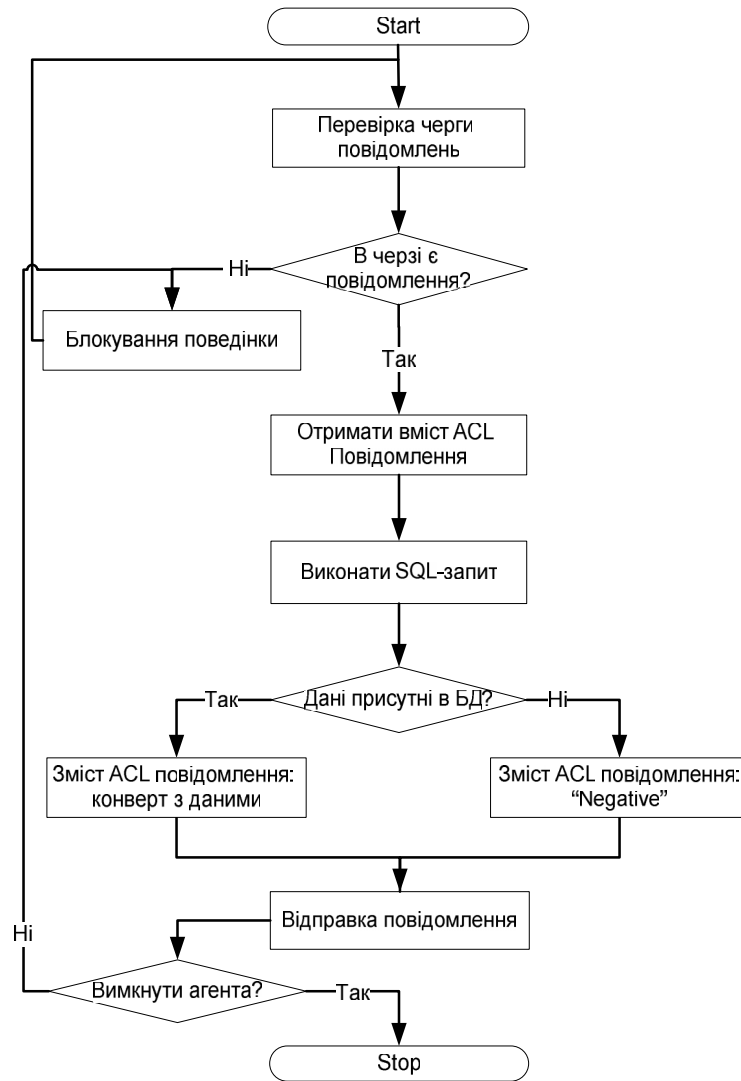 Start
Перевірка черги
повідомлень
В черзі є
повідомлення?
Ні
Блокування поведінки
Так
Отримати вміст ACL
Повідомлення
Виконати SQL-запит
Дані присутні в БД?
Так
Ні
Зміст ACL повідомлення:
конверт з даними
Зміст ACL повідомлення:
“Negative”
Відправка повідомлення
Ні
Вимкнути агента?
Так
Stop